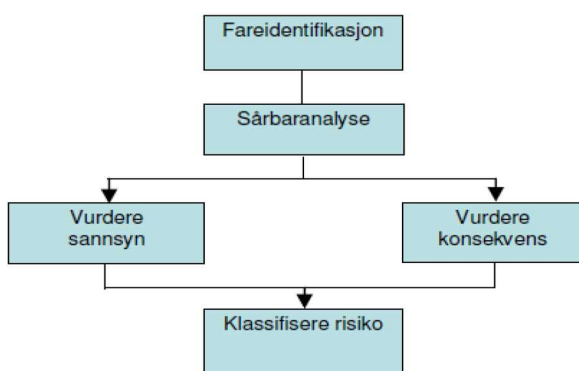 Fareidentifikasjon
Sårbaranalyse
Vurdere
sannsyn
Vurdere
konsekvens
Klassifisere risiko